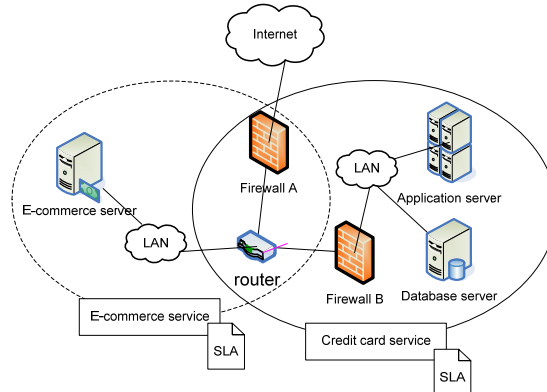 Internet
Firewall A
E-commerce server
LAN
LAN
Application server
router
Firewall B
Database server
E-commerce service
SLA
Credit card service
SLA